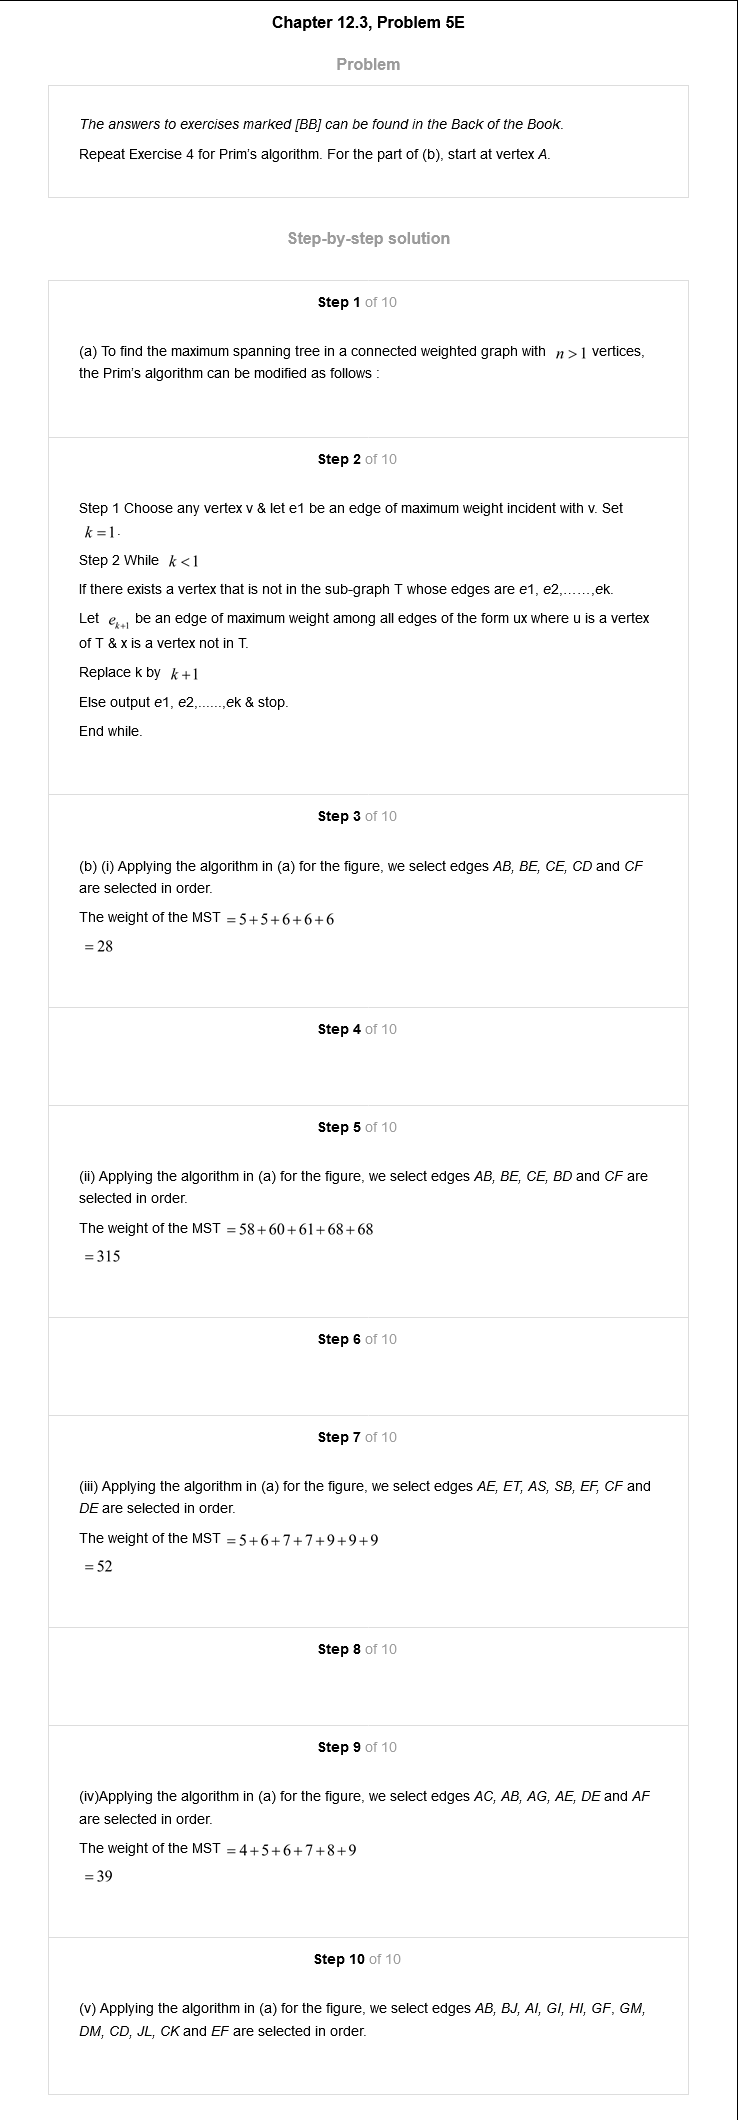 Chapter 12.3, Problem 5E
Problem
The answers to exercises marked [BB] can be found in the Back of the Book.
Repeat Exercise 4 for Prim's algorithm. For the part of (b), start at vertex A.
Step-by-step solution
Step 1 of 10
(a) To find the maximum spanning tree in a connected weighted graph with n > 1 vertices,
the Prim's algorithm can be modified as follows :
Step 2 of 10
Step 1 Choose any vertex v & let e1 be an edge of maximum weight incident with v. Set
k = 1.
Step 2 While k < 1
If there exists a vertex that is not in the sub-graph T whose edges are e1, e2,……,ek.
Let eₖ₊₁ be an edge of maximum weight among all edges of the form ux where u is a vertex
of T & x is a vertex not in T.
Replace k by k + 1
Else output e1, e2,......,ek & stop.
End while.
Step 3 of 10
(b) (i) Applying the algorithm in (a) for the figure, we select edges AB, BE, CE, CD and CF
are selected in order.
The weight of the MST = 5 + 5 + 6 + 6 + 6
= 28
Step 4 of 10
Step 5 of 10
(ii) Applying the algorithm in (a) for the figure, we select edges AB, BE, CE, BD and CF are
selected in order.
The weight of the MST = 58 + 60 + 61 + 68 + 68
= 315
Step 6 of 10
Step 7 of 10
(iii) Applying the algorithm in (a) for the figure, we select edges AE, ET, AS, SB, EF, CF and
DE are selected in order.
The weight of the MST = 5 + 6 + 7 + 7 + 9 + 9 + 9
= 52
Step 8 of 10
Step 9 of 10
(iv)Applying the algorithm in (a) for the figure, we select edges AC, AB, AG, AE, DE and AF
are selected in order.
The weight of the MST = 4 + 5 + 6 + 7 + 8 + 9
= 39
Step 10 of 10
(v) Applying the algorithm in (a) for the figure, we select edges AB, BJ, AI, GI, HI, GF, GM,
DM, CD, JL, CK and EF are selected in order.